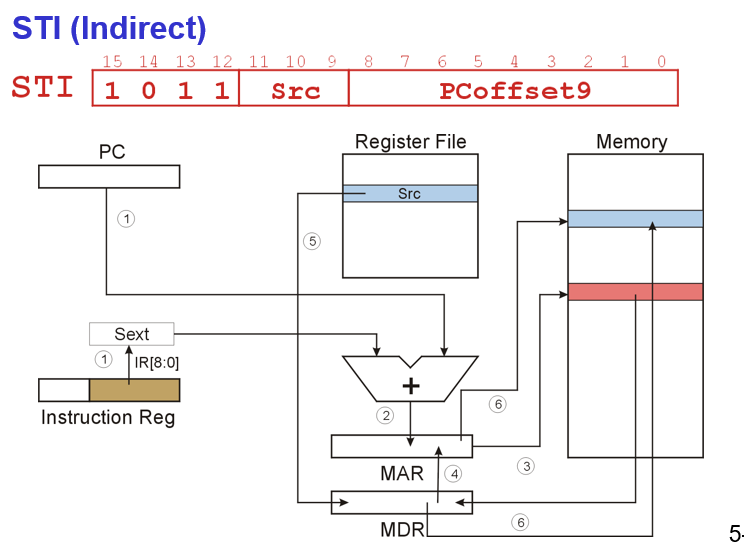 STI (Indirect)
15 14 13 12 11 10 9 8 7 6 5 4 3 2 1 0
STI 1 0 1 1 Src PCoffset9
PC
Register File
Memory
Src
1
5
Sext
1
IR[8:0]
+
Instruction Reg
2
6
3
MAR
4
MDR
6
5-